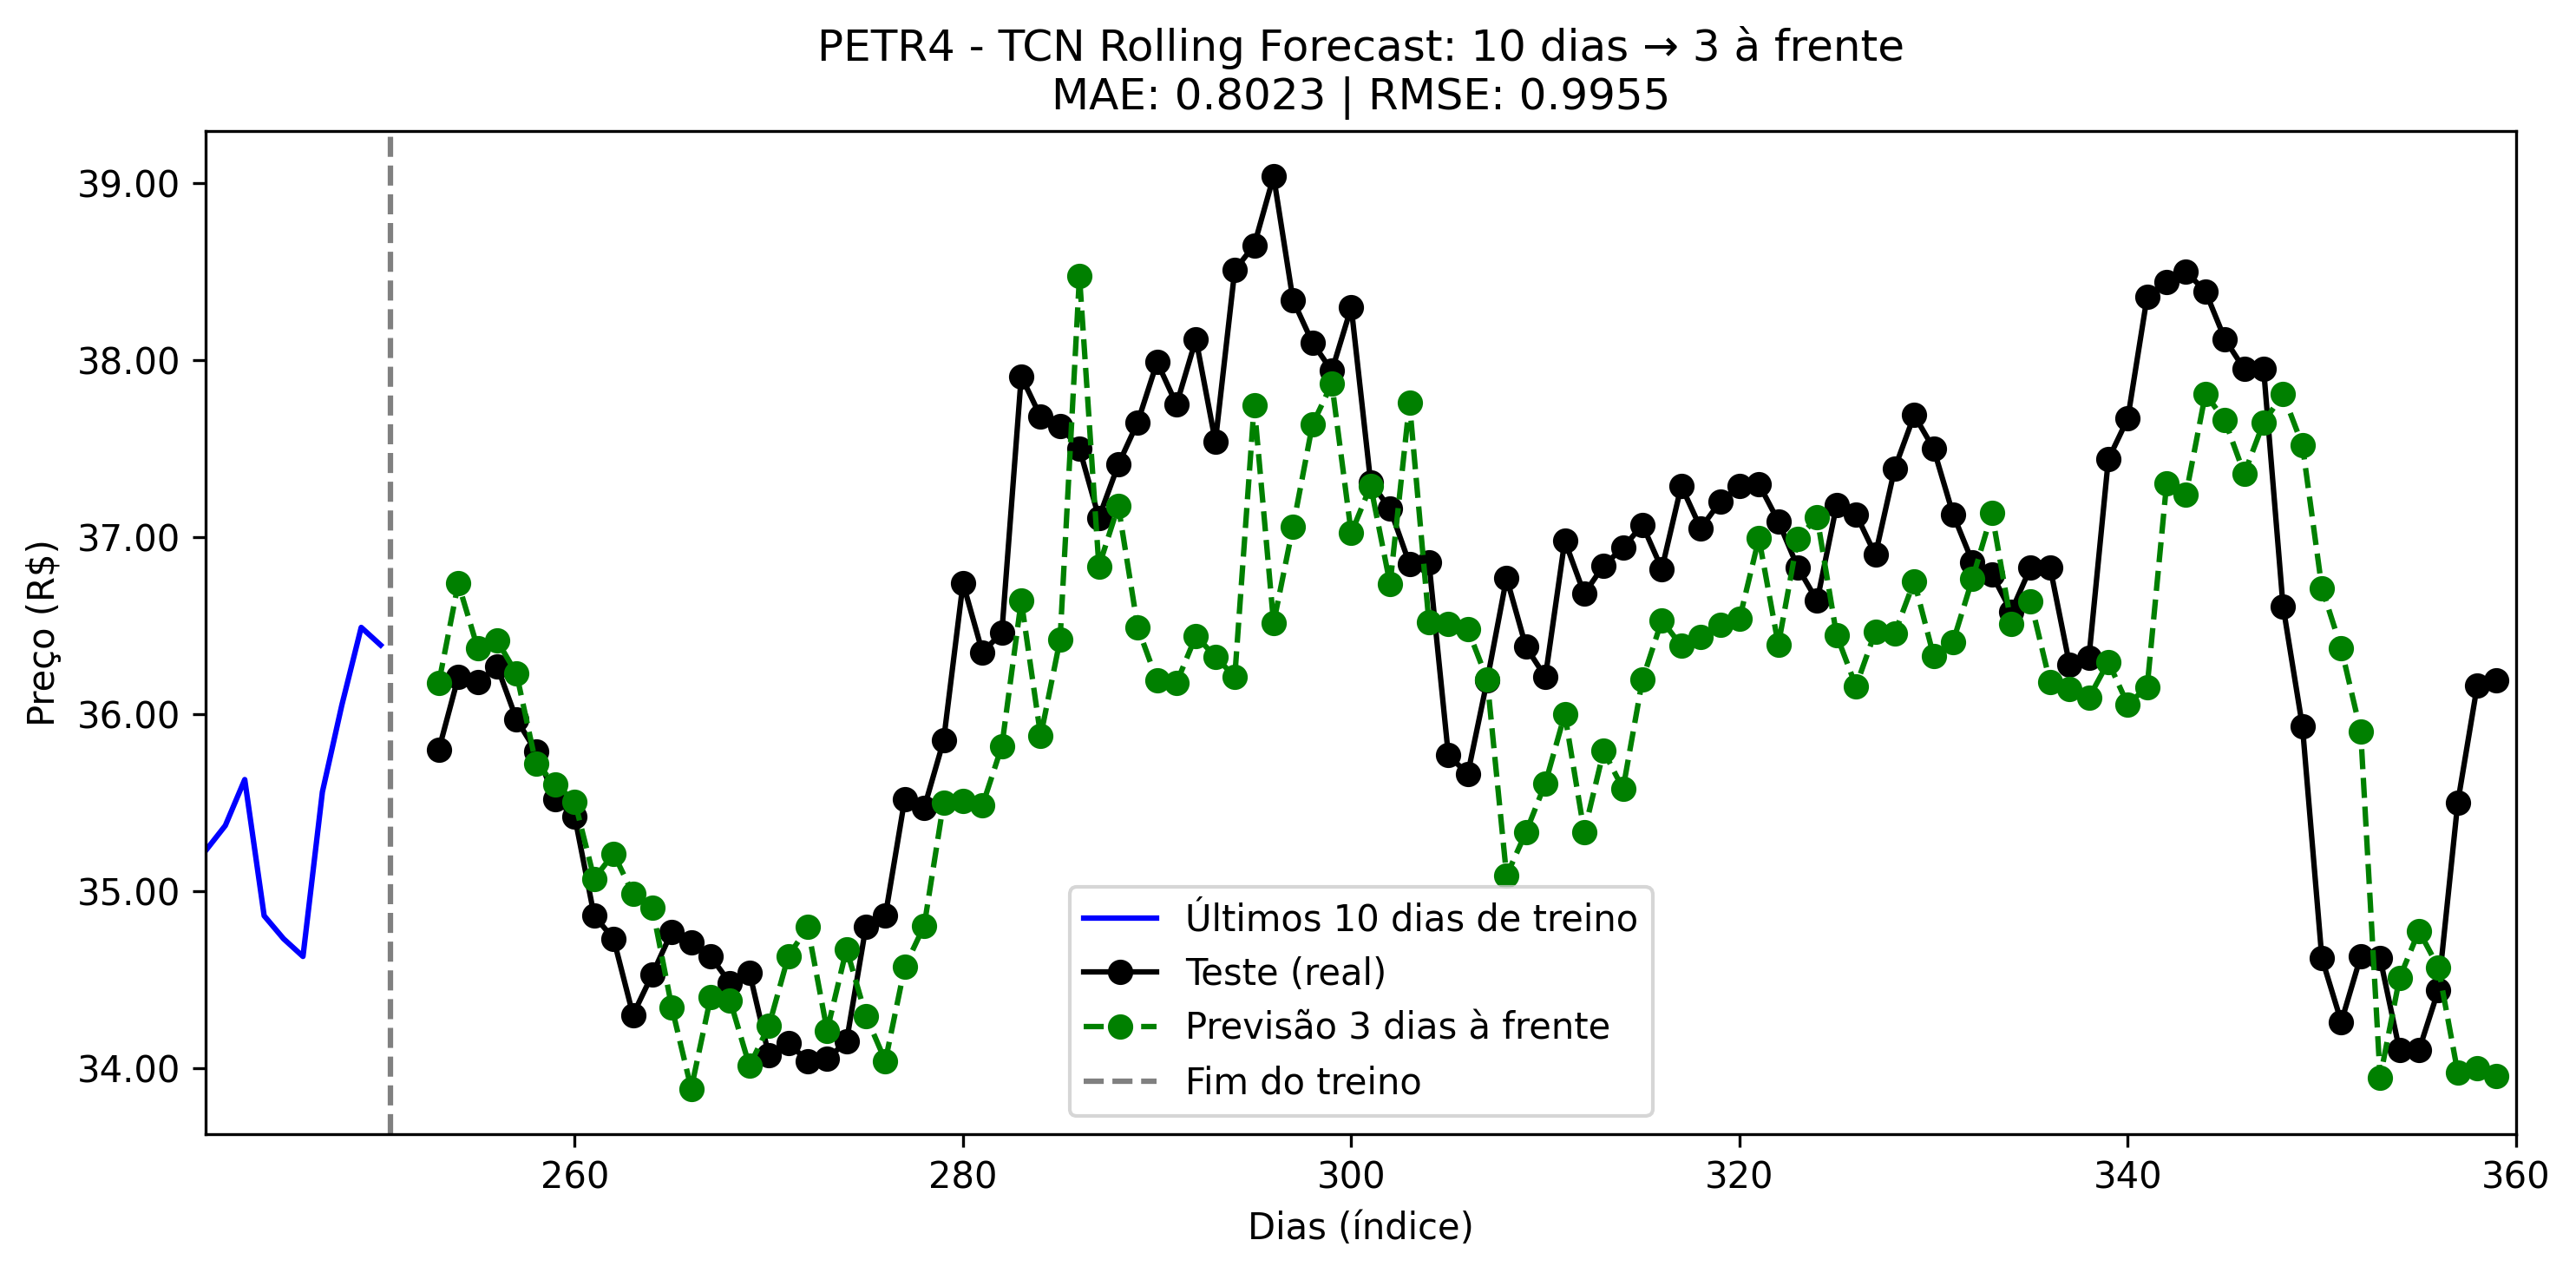 PETR4 - TCN Rolling Forecast: 10 dias → 3 à frente
MAE: 0.8023 | RMSE: 0.9955
Preço (R$)
39.00
38.00
37.00
36.00
35.00
34.00
Últimos 10 dias de treino
Teste (real)
Previsão 3 dias à frente
Fim do treino
260 280 300 320 340 360
Dias (índice)